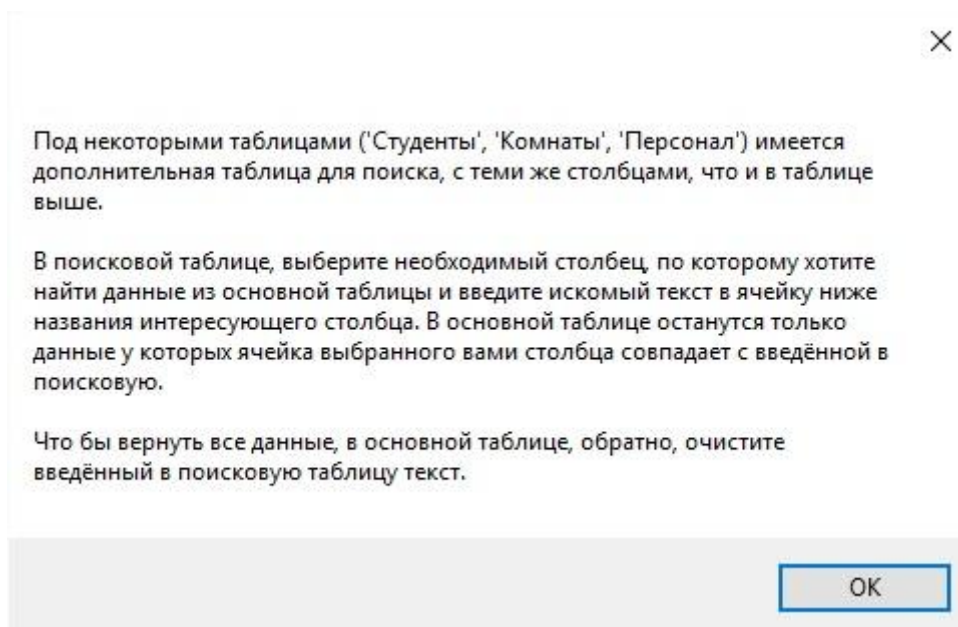 Под некоторыми таблицами ('Студенты', 'Комнаты', 'Персонал') имеется
дополнительная таблица для поиска, с теми же столбцами, что и в таблице
выше.
В поисковой таблице, выберите необходимый столбец, по которому хотите
найти данные из основной таблицы и введите искомый текст в ячейку ниже
названия интересующего столбца. В основной таблице останутся только
данные у которых ячейка выбранного вами столбца совпадает с введённой в
поисковую.
Что бы вернуть все данные, в основной таблице, обратно, очистите
введённый в поисковую таблицу текст.
OK